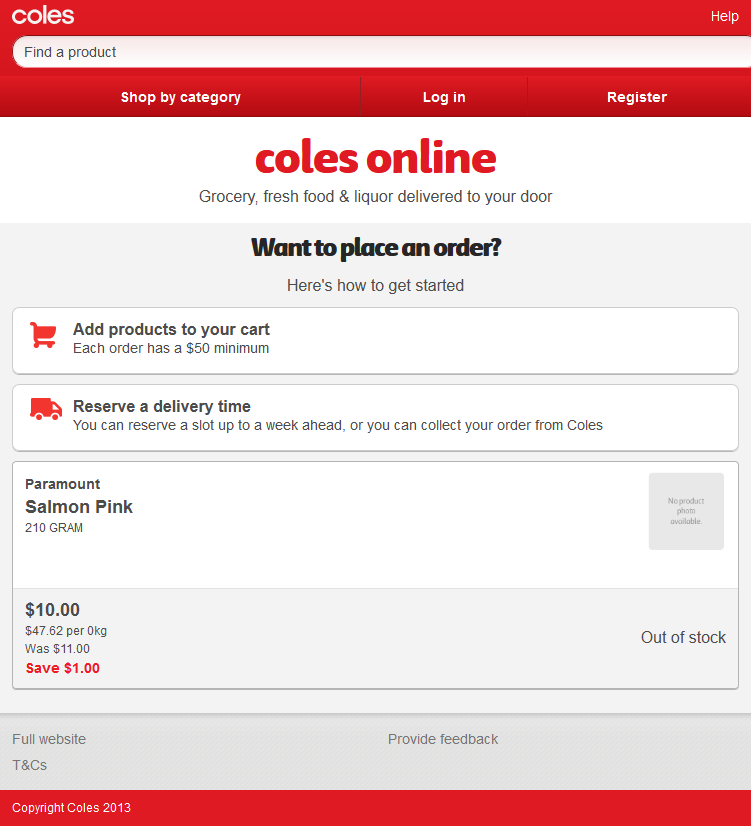 coles
Help
Find a product
Shop by category
Log in
Register
coles online
Grocery, fresh food & liquor delivered to your door
Want to place an order?
Here's how to get started
Add products to your cart
Each order has a $50 minimum
Reserve a delivery time
You can reserve a slot up to a week ahead, or you can collect your order from Coles
Paramount
Salmon Pink
210 GRAM
No product
photo
available.
$10.00
$47.62 per 0kg
Was $11.00
Save $1.00
Out of stock
Full website
Provide feedback
T&Cs
Copyright Coles 2013